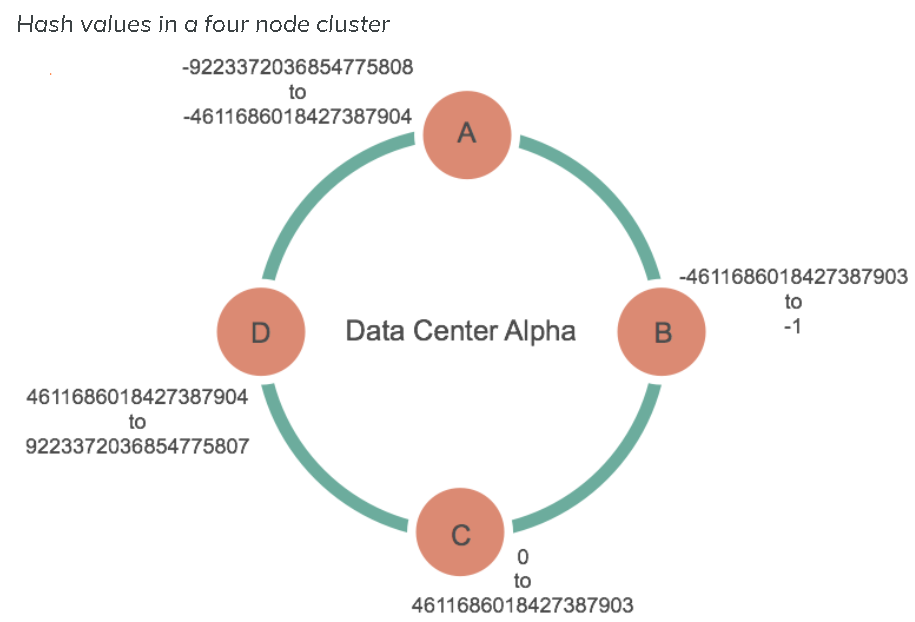 Hash values in a four node cluster
-9223372036854775808
to
-4611686018427387904
A
-4611686018427387903
to
-1
B
Data Center Alpha
D
4611686018427387904
to
9223372036854775807
C
0
to
4611686018427387903